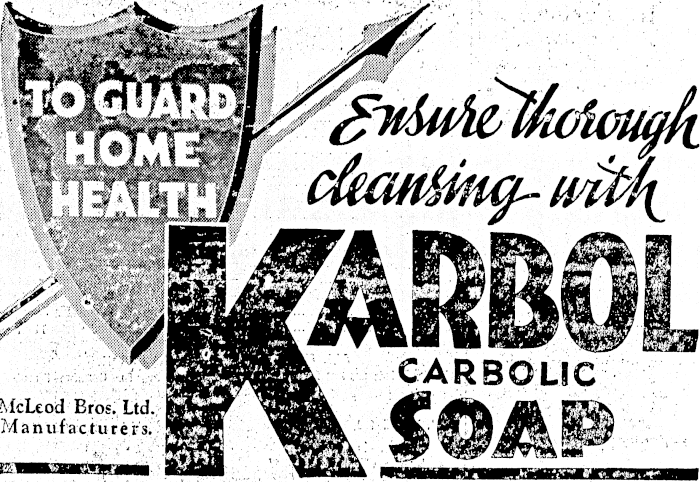 TO GUARD
HOME
HEALTH
Ensure thorough
cleansing with
KARBOL
CARBOLIC
SOAP
McLeod Bros. Ltd.
Manufacturers.